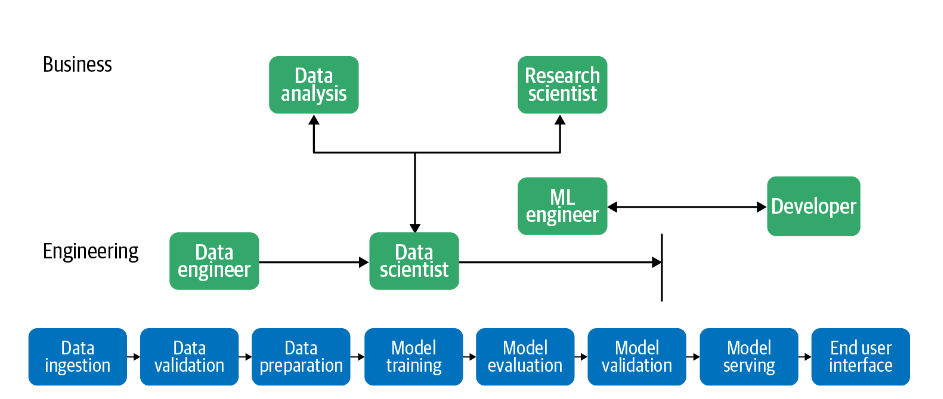 Business
Data
analysis
Research
scientist
ML
engineer
Developer
Engineering
Data
engineer
Data
scientist
Data
ingestion
Data
validation
Data
preparation
Model
training
Model
evaluation
Model
validation
Model
serving
End user
interface